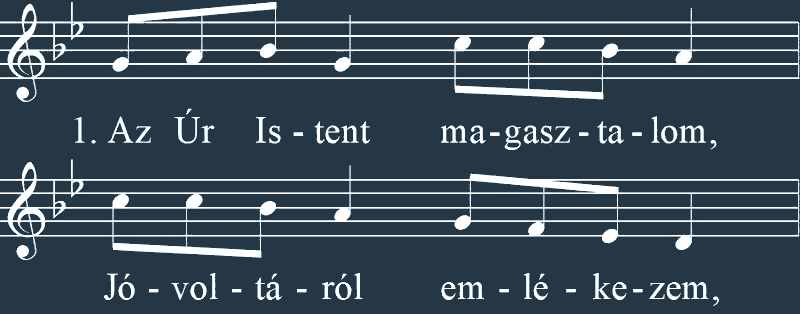 1. Az Úr Is - tent ma - gasz - ta - lom,
Jó - vol - tá - ról em - lé - ke - zem,